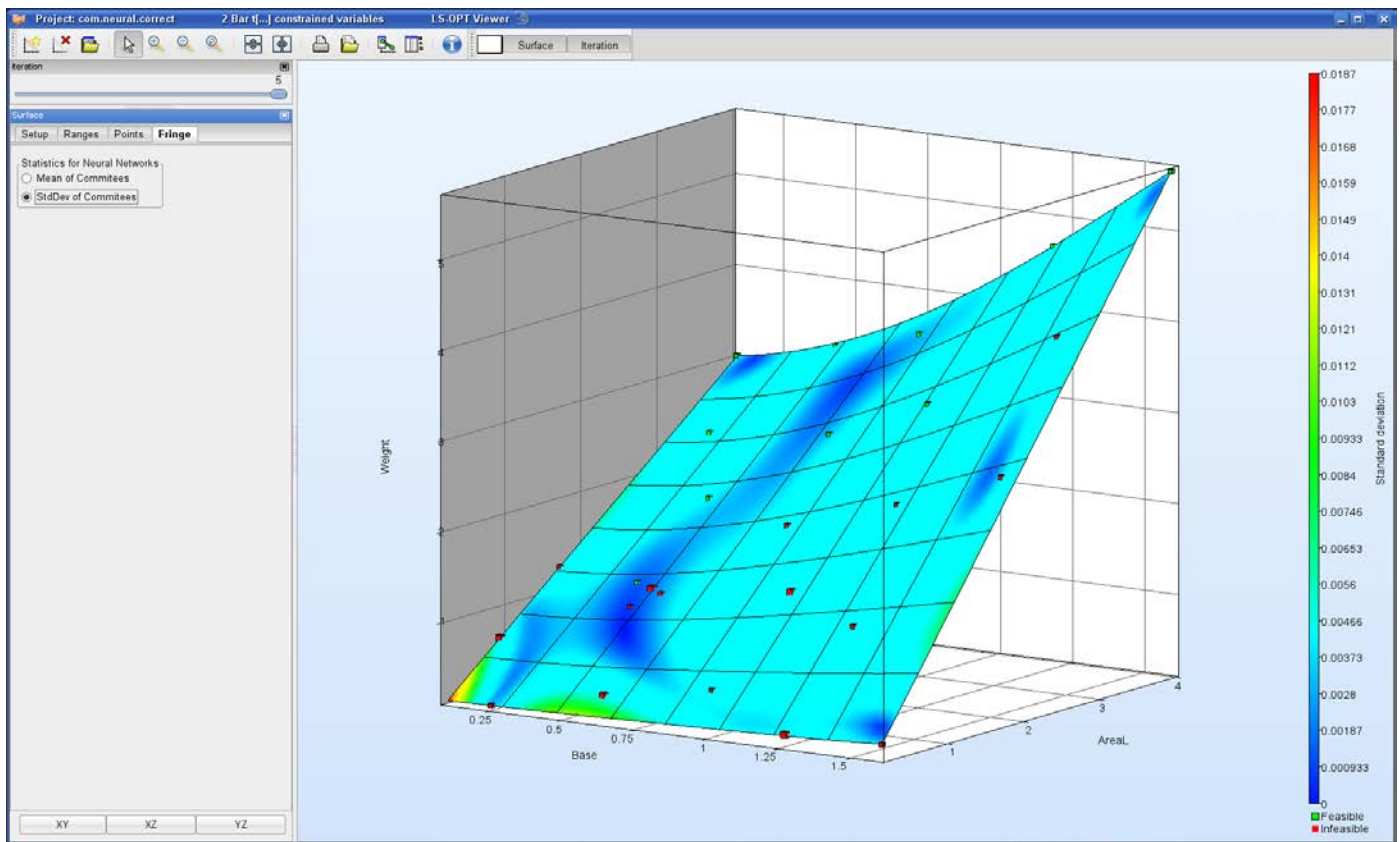 Project: com.neural.correct 2 Bar t[...] constrained variables LS-OPT Viewer
Surface Iteration
Iteration
5
Surface
Setup Ranges Points Fringe
Statistics for Neural Networks
Mean of Commitees
StdDev of Commitees
XY XZ YZ
Weight
5
4
3
2
1
0.25
0.5
0.75
1
1.25
1.5
Base
1
2
3
4
AreaL
0.0187
0.0177
0.0168
0.0159
0.0149
0.014
0.0131
0.0121
0.0112
0.0103
0.00933
0.0084
0.00746
0.00653
0.0056
0.00466
0.00373
0.0028
0.00187
0.000933
0
Standard deviation
Feasible
Infeasible